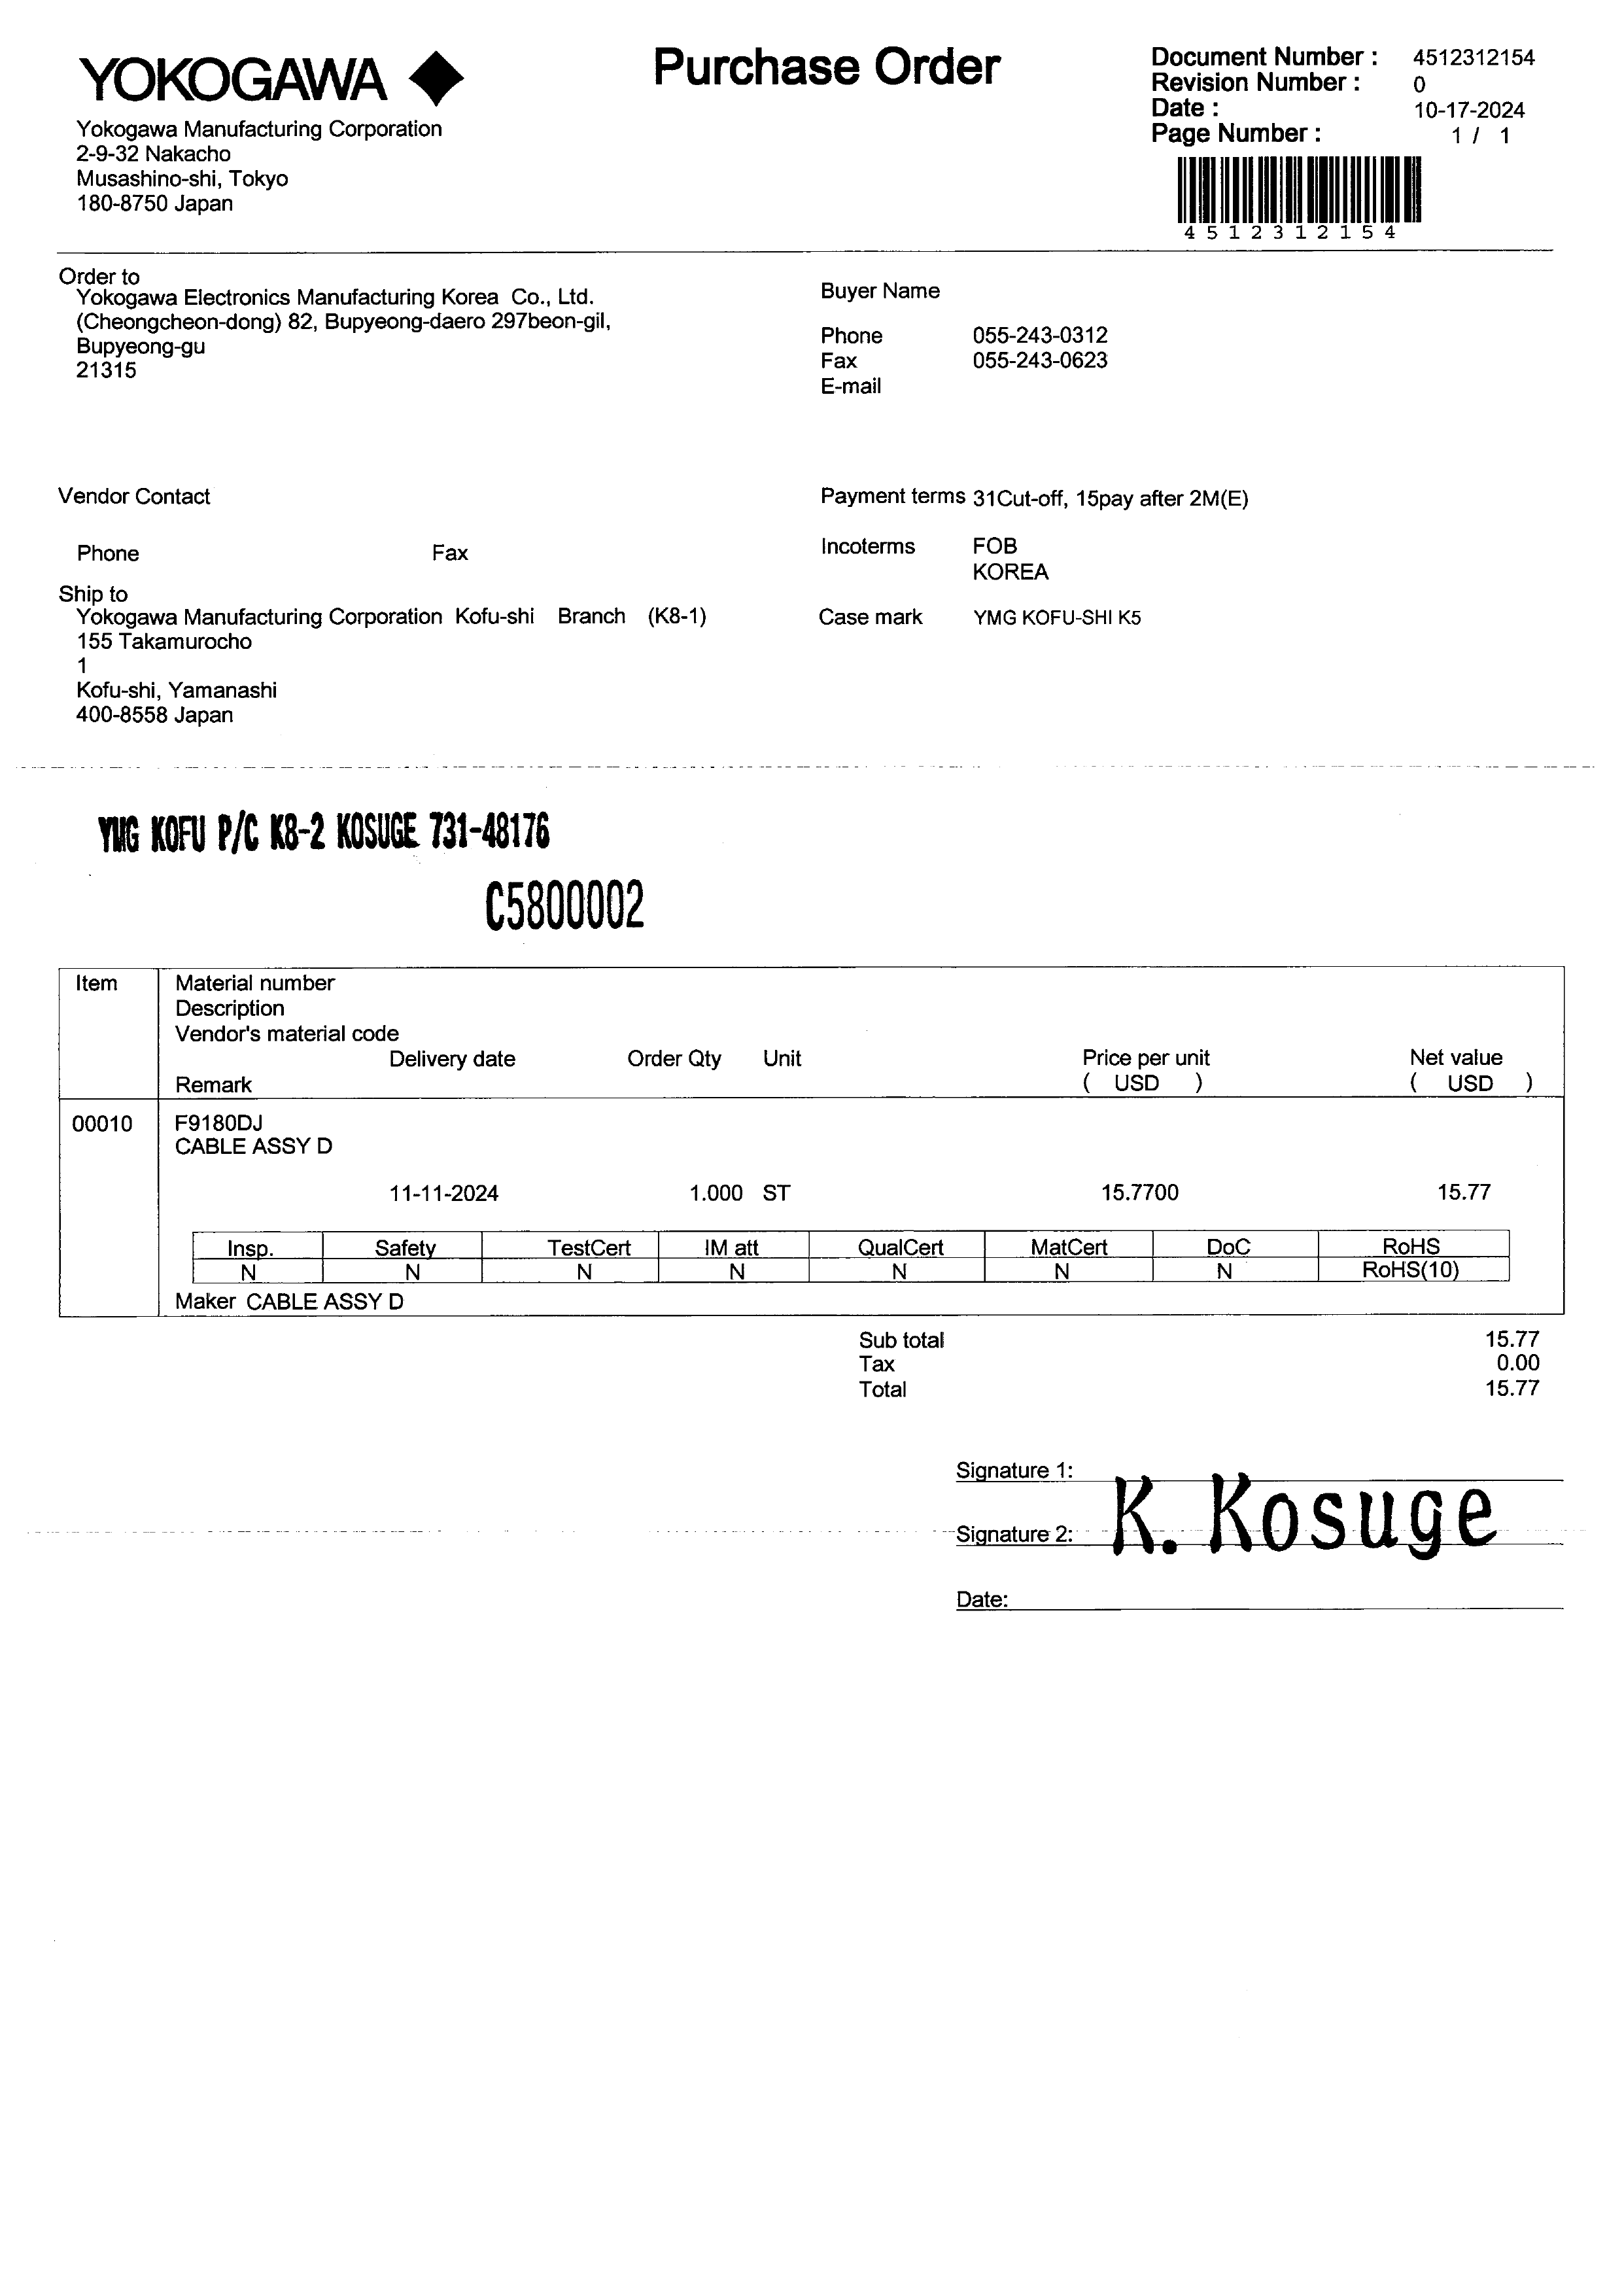 YOKOGAWA
Purchase Order
Document Number : 4512312154
Revision Number : 0
Date : 10-17-2024
Page Number : 1 / 1
4512312154
Yokogawa Manufacturing Corporation
2-9-32 Nakacho
Musashino-shi, Tokyo
180-8750 Japan
Order to
Yokogawa Electronics Manufacturing Korea Co., Ltd.
(Cheongcheon-dong) 82, Bupyeong-daero 297beon-gil,
Bupyeong-gu
21315
Buyer Name
Phone 055-243-0312
Fax 055-243-0623
E-mail
Vendor Contact
Phone Fax
Payment terms 31Cut-off, 15pay after 2M(E)
Incoterms FOB
KOREA
Ship to
Yokogawa Manufacturing Corporation Kofu-shi Branch (K8-1)
155 Takamurocho
1
Kofu-shi, Yamanashi
400-8558 Japan
Case mark YMG KOFU-SHI K5
YMG KOFU P/C K8-2 KOSUGE 731-48176
C5800002
Item Material number
Description
Vendor's material code
Delivery date Order Qty Unit Price per unit Net value
Remark ( USD ) ( USD )
00010 F9180DJ
CABLE ASSY D
11-11-2024 1.000 ST 15.7700 15.77
Insp. Safety TestCert IM att QualCert MatCert DoC RoHS
N N N N N N N RoHS(10)
Maker CABLE ASSY D
Sub total 15.77
Tax 0.00
Total 15.77
Signature 1:
Signature 2: K. Kosuge
Date: